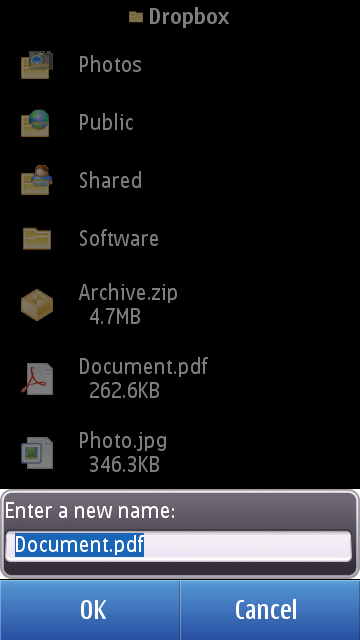 Dropbox
Photos
Public
Shared
Software
Archive.zip
4.7MB
Document.pdf
262.6KB
Photo.jpg
346.3KB
Enter a new name:
Document.pdf
OK Cancel